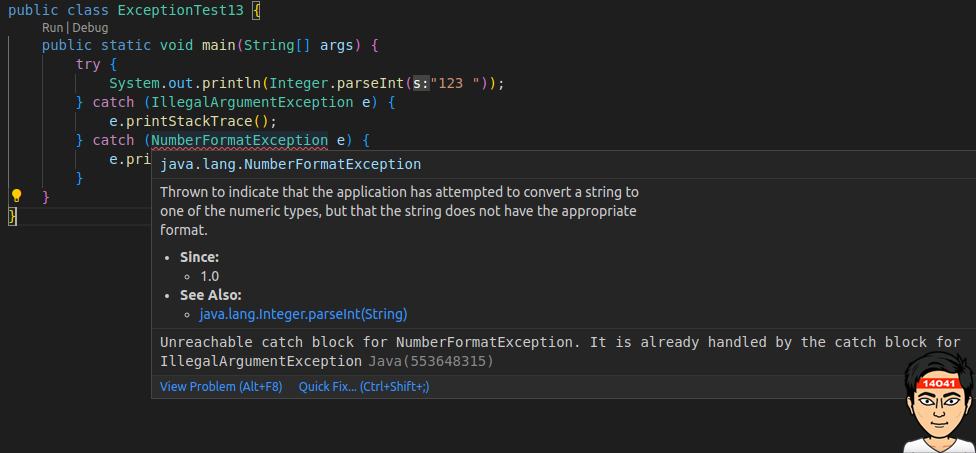 public class ExceptionTest13 {
Run | Debug
public static void main(String[] args) {
try {
System.out.println(Integer.parseInt(s:"123 "));
} catch (IllegalArgumentException e) {
e.printStackTrace();
} catch (NumberFormatException e) {
e.pri
}
}
}
java.lang.NumberFormatException
Thrown to indicate that the application has attempted to convert a string to
one of the numeric types, but that the string does not have the appropriate
format.
• Since:
◦ 1.0
• See Also:
◦ java.lang.Integer.parseInt(String)
Unreachable catch block for NumberFormatException. It is already handled by the catch block for
IllegalArgumentException Java(553648315)
View Problem (Alt+F8) Quick Fix... (Ctrl+Shift+;)
14041